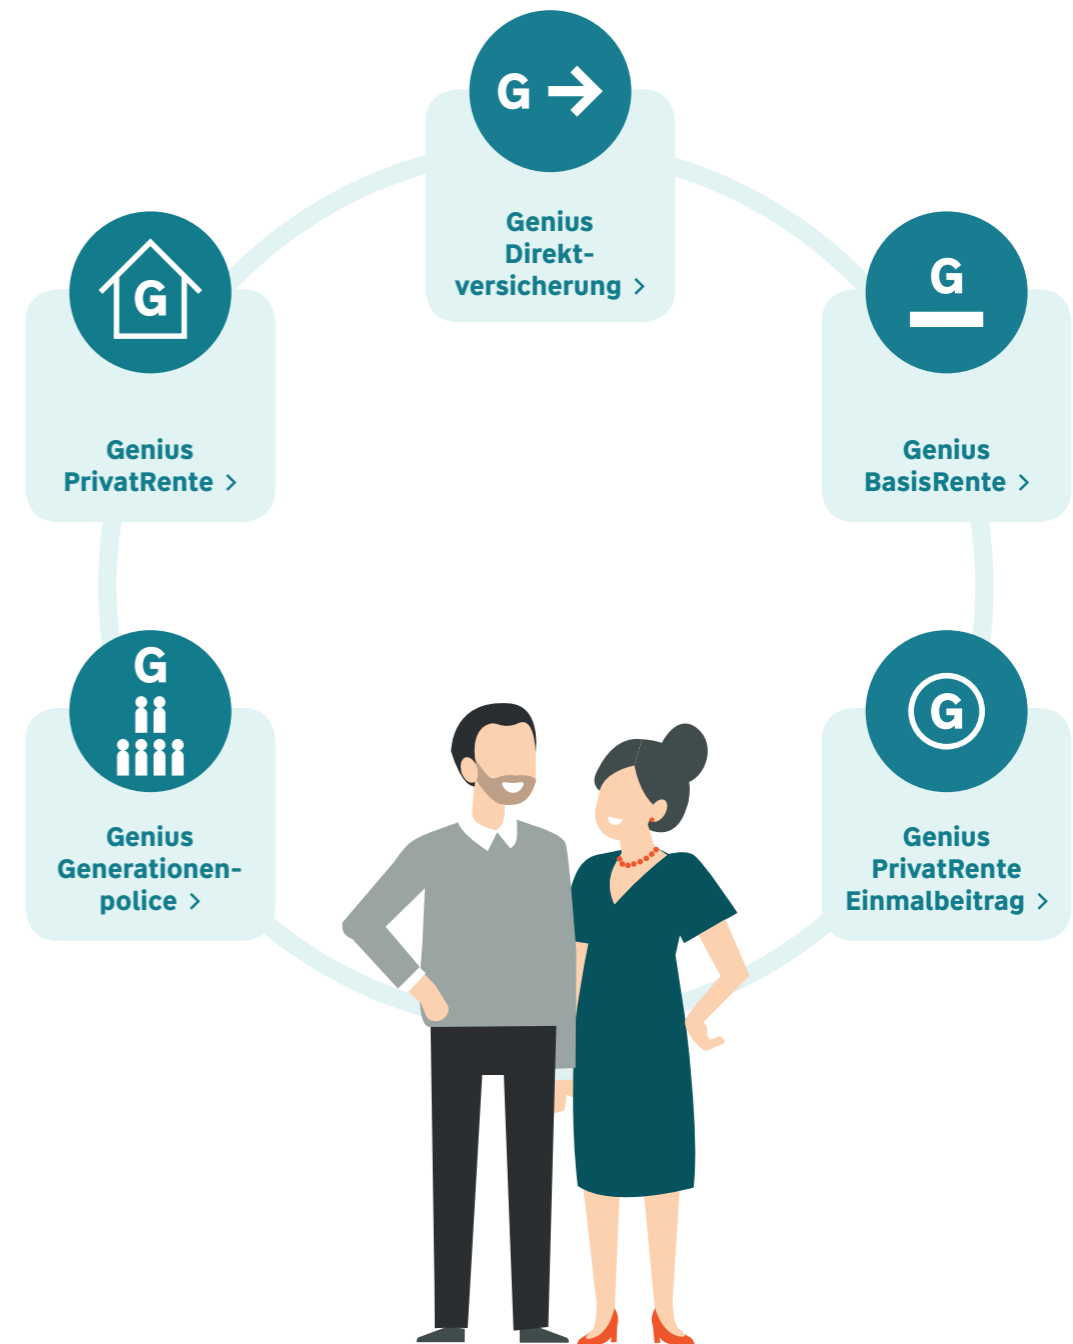 G →
Genius
Direkt-
versicherung >
G
Genius
PrivatRente >
G
Genius
BasisRente >
G
Genius
Generationen-
police >
G
Genius
PrivatRente
Einmalbeitrag >